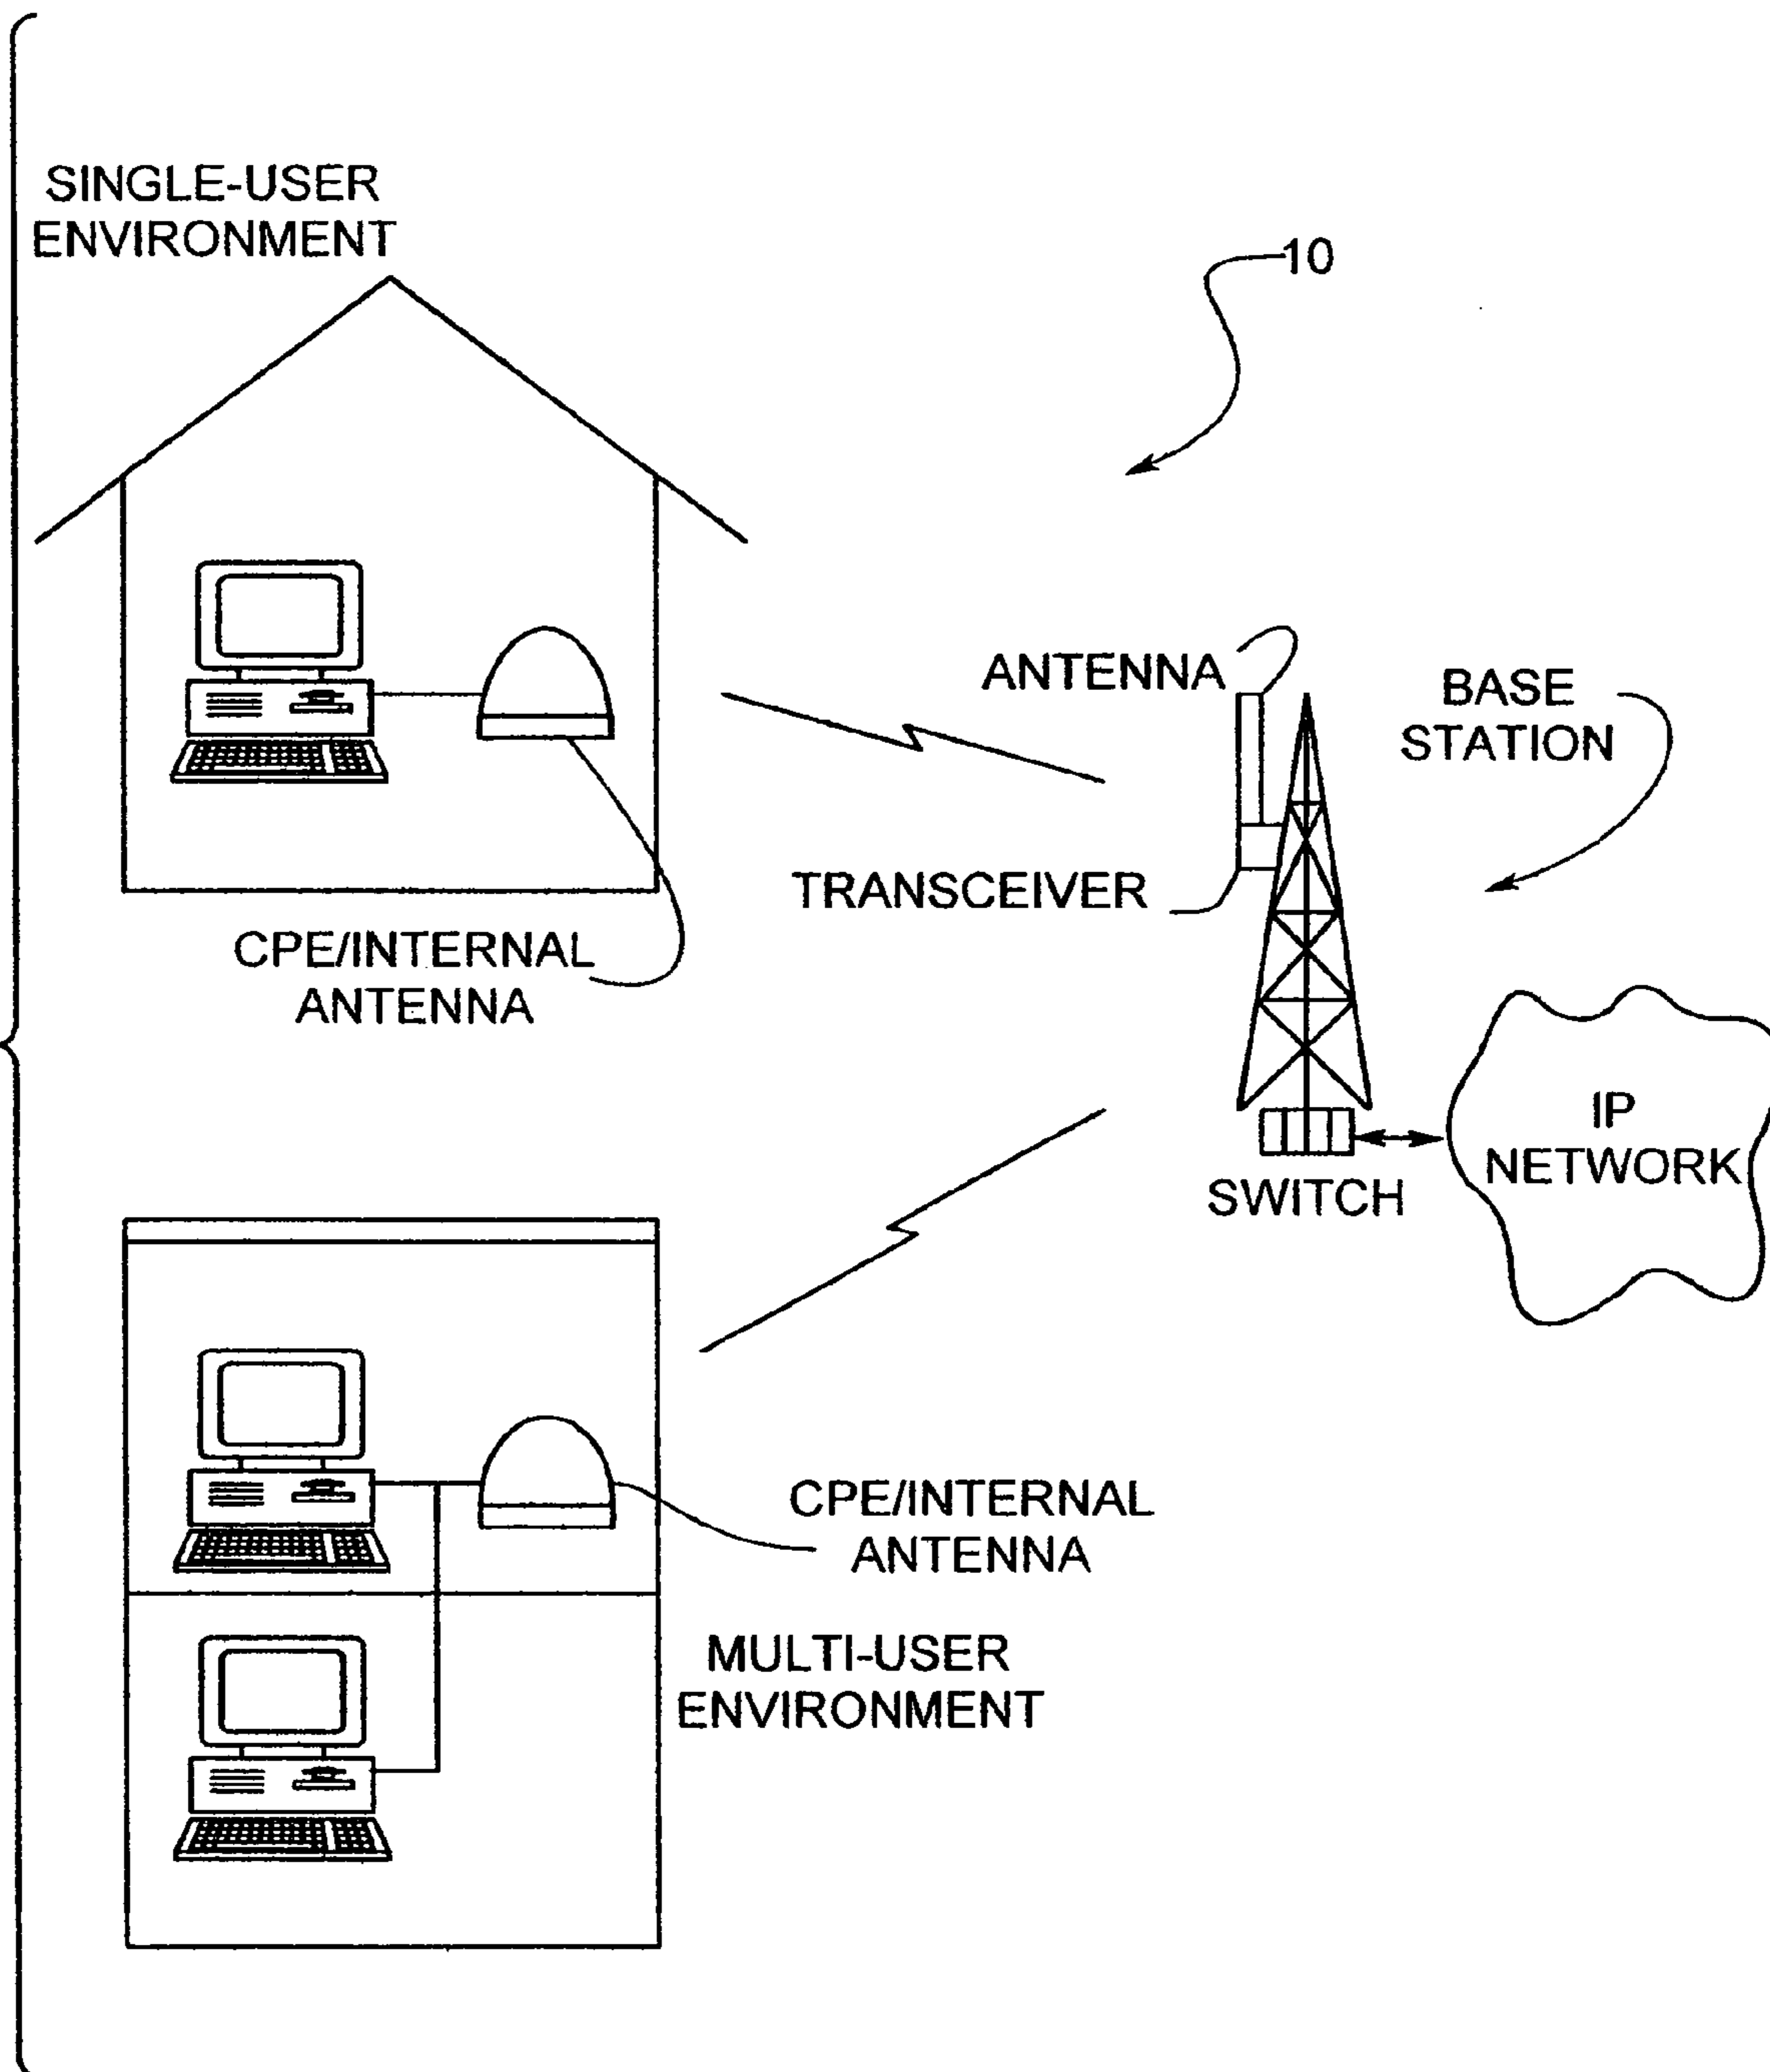 SINGLE-USER
ENVIRONMENT
10
ANTENNA
BASE
STATION
TRANSCEIVER
CPE/INTERNAL
ANTENNA
IP
NETWORK
SWITCH
CPE/INTERNAL
ANTENNA
MULTI-USER
ENVIRONMENT